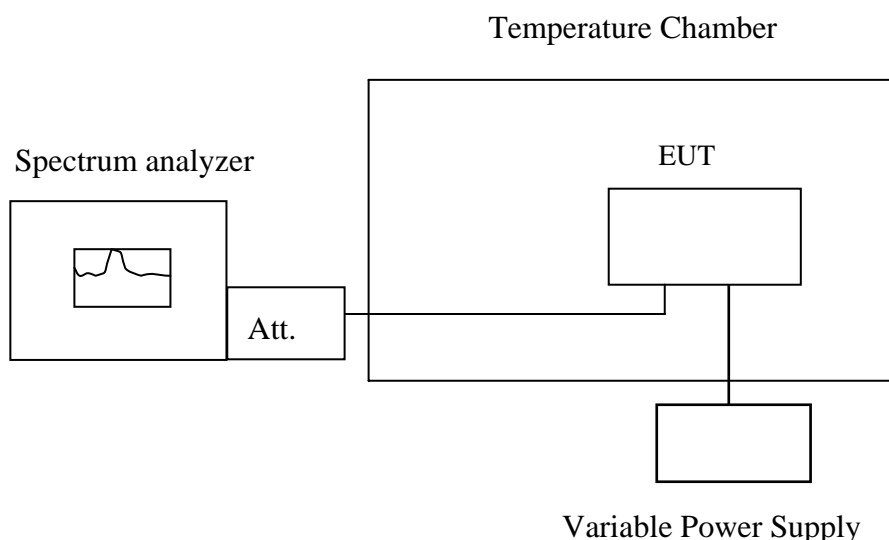 Temperature Chamber
Spectrum analyzer
EUT
Att.
Variable Power Supply